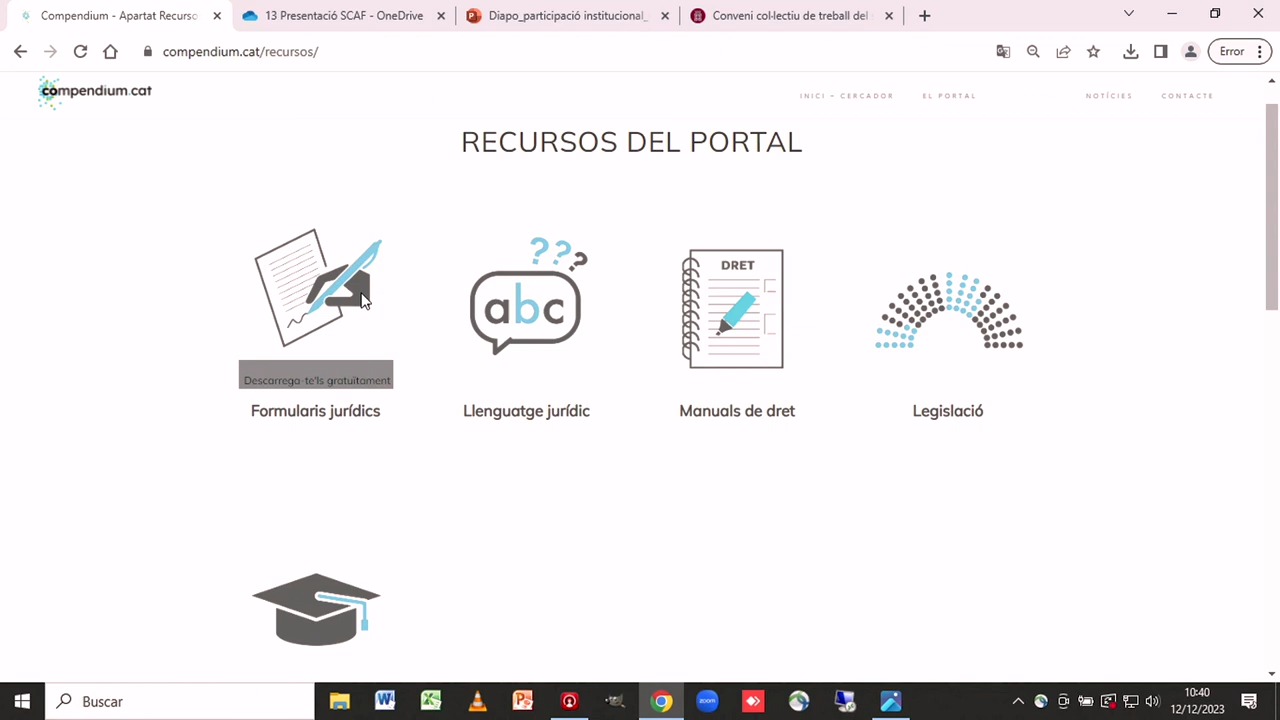 Compendium - Apartat Recurso
13 Presentació SCAF - OneDrive
Diapo_participació institucional_
Conveni col·lectiu de treball del
compendium.cat/recursos/
Error
compendium.cat
INICI – CERCADOR
EL PORTAL
NOTÍCIES
CONTACTE
RECURSOS DEL PORTAL
???
abc
DRET
Descarrega-te'ls gratuïtament
Formularis jurídics
Llenguatge jurídic
Manuals de dret
Legislació
Buscar
zoom
10:40
12/12/2023